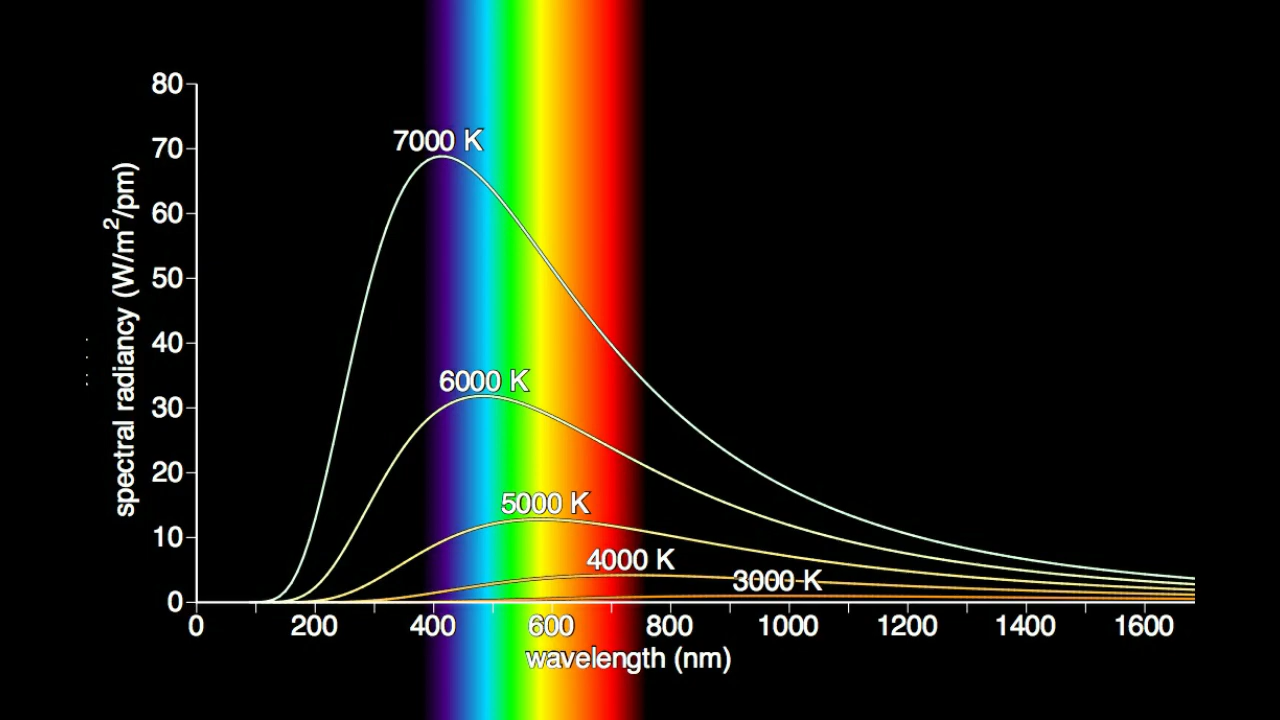 80
70
60
50
40
30
20
10
0
spectral radiancy (W/m²/pm)
7000 K
6000 K
5000 K
4000 K
3000 K
0 200 400 600 800 1000 1200 1400 1600
wavelength (nm)